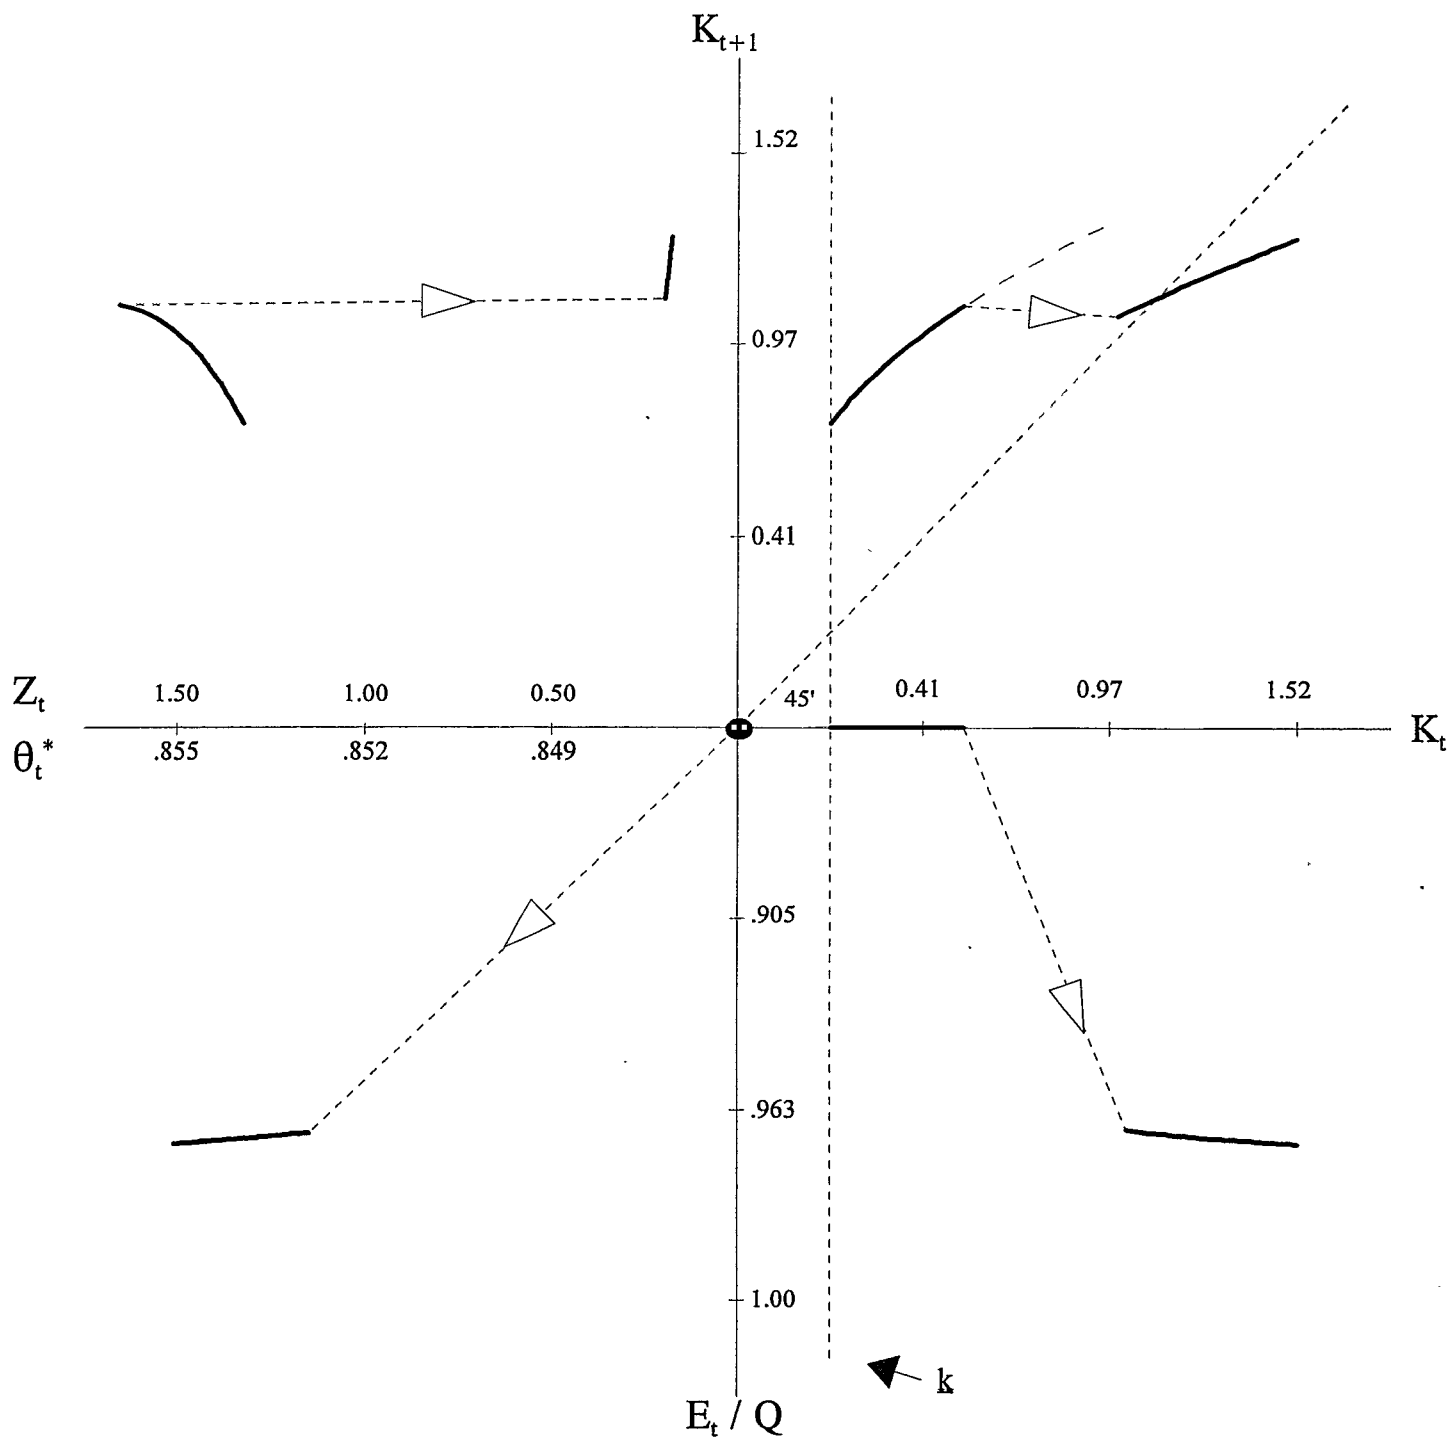 K_{t+1}
1.52
0.97
0.41
Z_t 1.50 1.00 0.50 45' 0.41 0.97 1.52
θ_t^* .855 .852 .849 K_t
.905
.963
1.00
k
E_t / Q